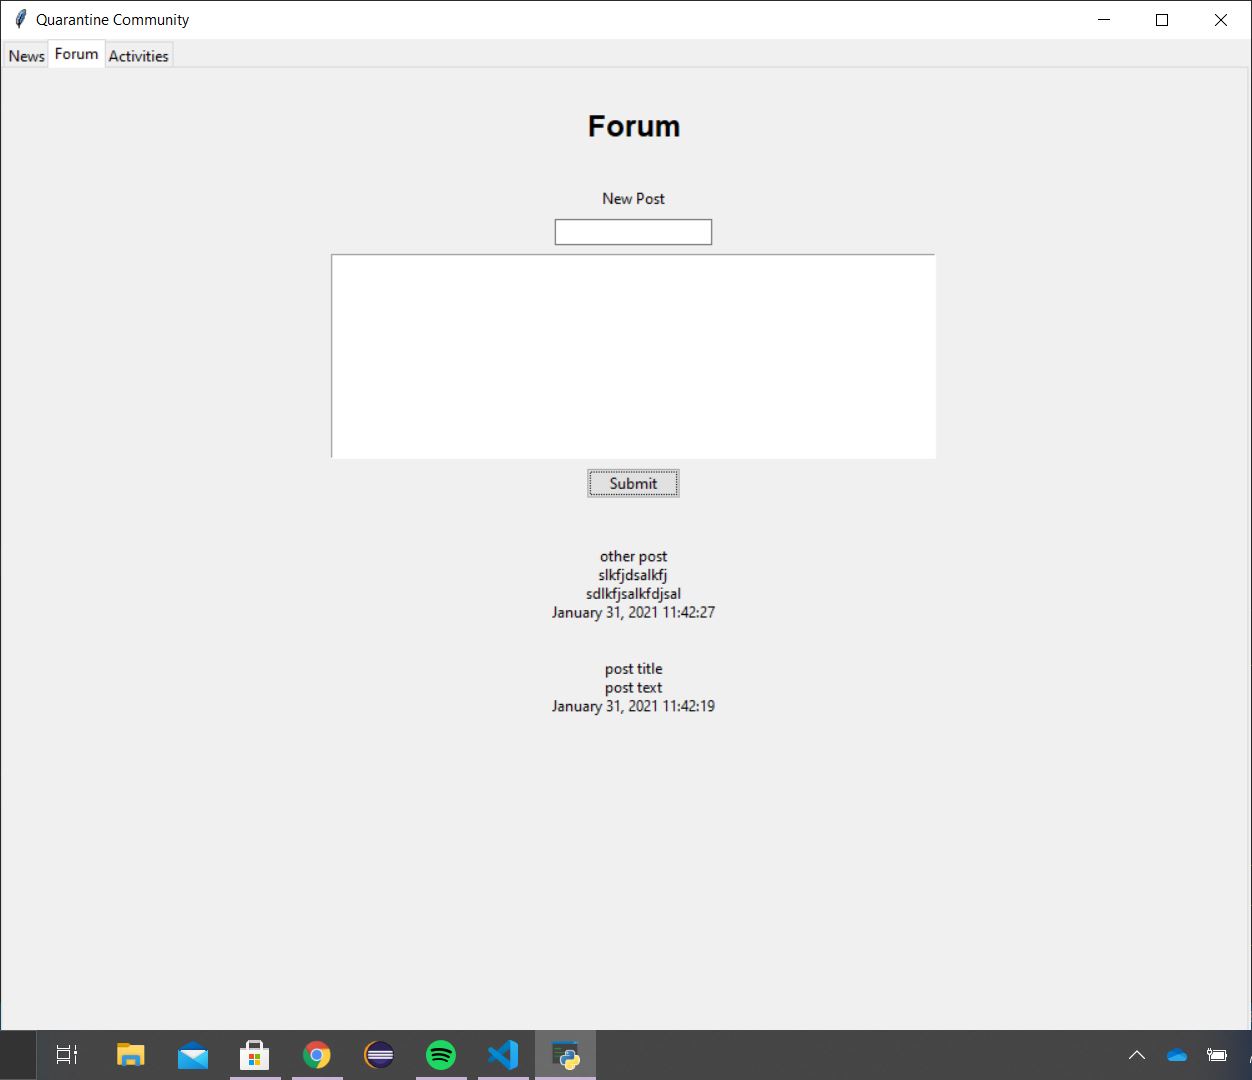 Quarantine Community
News Forum Activities
Forum
New Post
Submit
other post
slkfjdsalkfj
sdlkfjsalkfdjsal
January 31, 2021 11:42:27
post title
post text
January 31, 2021 11:42:19